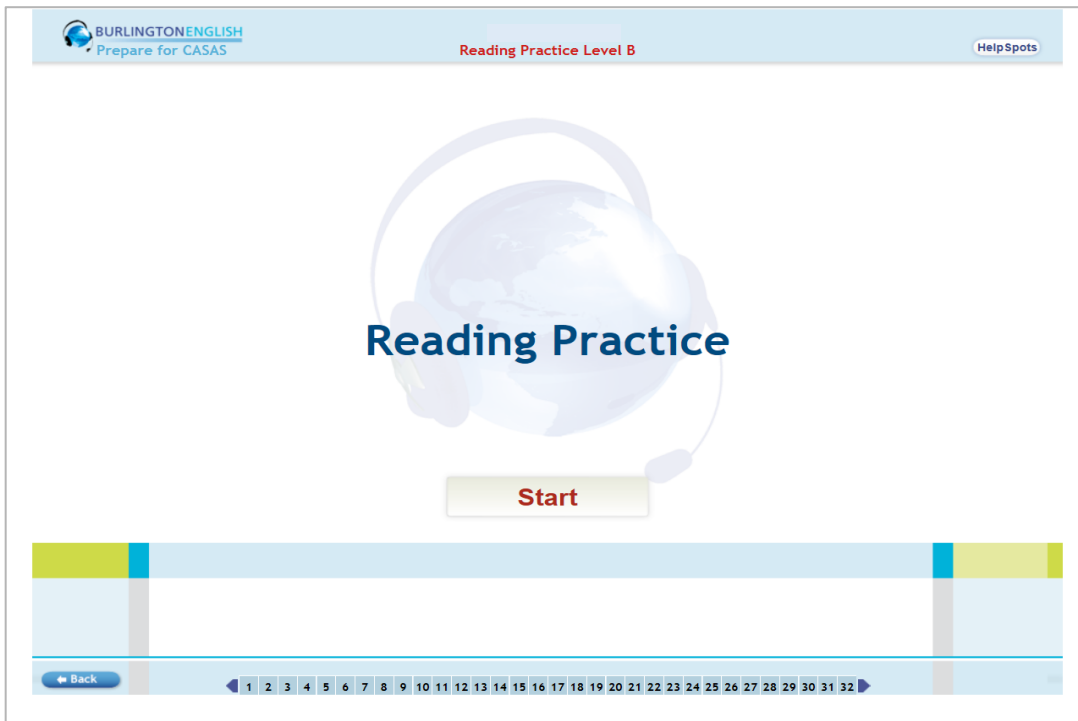 BURLINGTONENGLISH
Prepare for CASAS
Reading Practice Level B
HelpSpots
Reading Practice
Start
Back
1 2 3 4 5 6 7 8 9 10 11 12 13 14 15 16 17 18 19 20 21 22 23 24 25 26 27 28 29 30 31 32